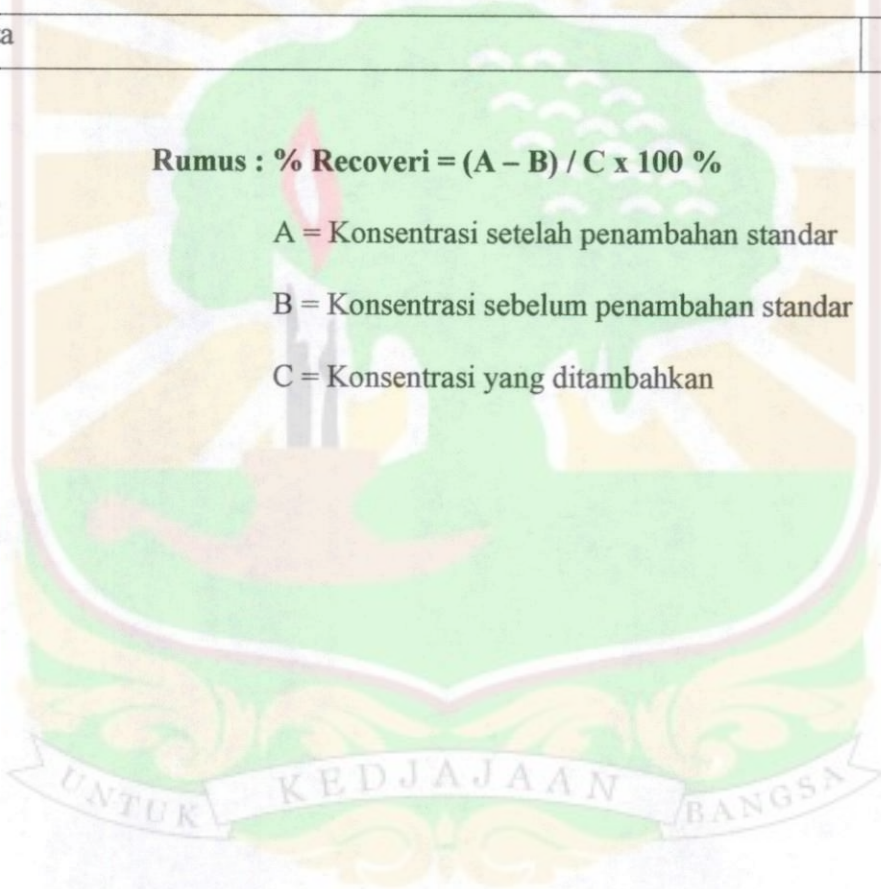 a
Rumus : % Recoveri = (A – B) / C x 100 %
A = Konsentrasi setelah penambahan standar
B = Konsentrasi sebelum penambahan standar
C = Konsentrasi yang ditambahkan
UNTUK KEDJAJAAN BANGSA